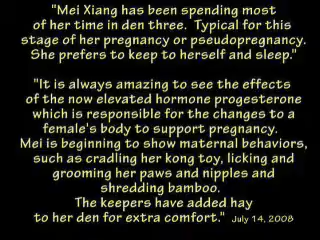 "Mei Xiang has been spending most
of her time in den three. Typical for this
stage of her pregnancy or pseudopregnancy.
She prefers to keep to herself and sleep."
"It is always amazing to see the effects
of the now elevated hormone progesterone
which is responsible for the changes to a
female's body to support pregnancy.
Mei is beginning to show maternal behaviors,
such as cradling her kong toy, licking and
grooming her paws and nipples and
shredding bamboo.
The keepers have added hay
to her den for extra comfort." July 14, 2008